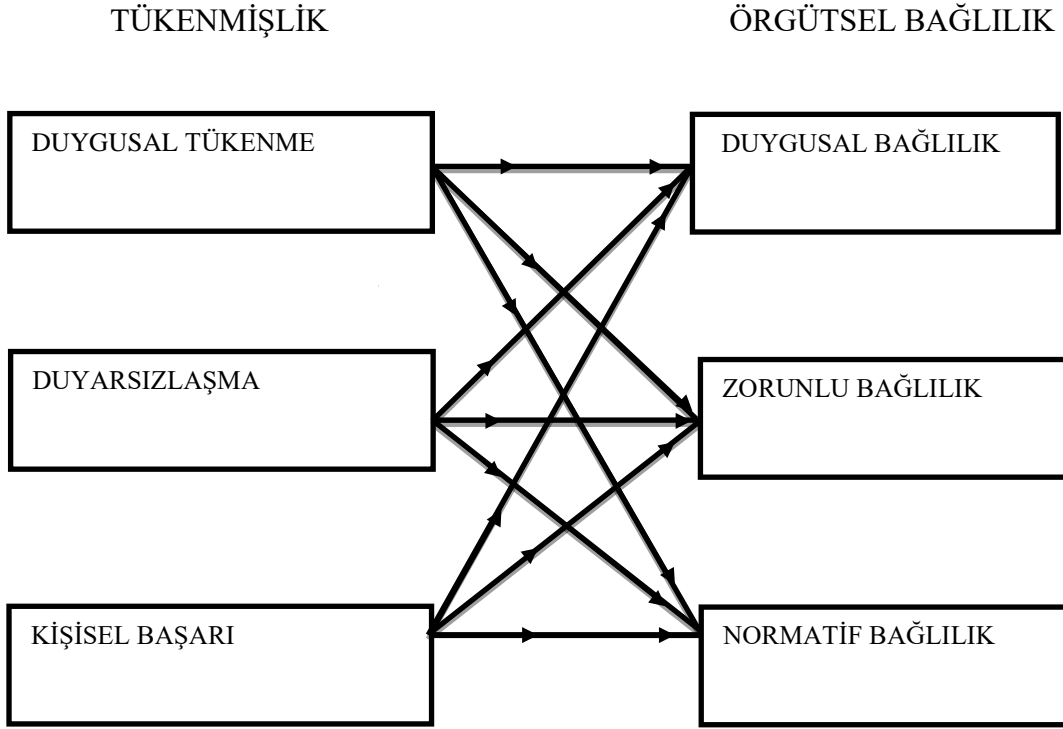 TÜKENMİŞLİK
ÖRGÜTSEL BAĞLILIK
DUYGUSAL TÜKENME
DUYGUSAL BAĞLILIK
DUYARSIZLAŞMA
ZORUNLU BAĞLILIK
KİŞİSEL BAŞARI
NORMATİF BAĞLILIK